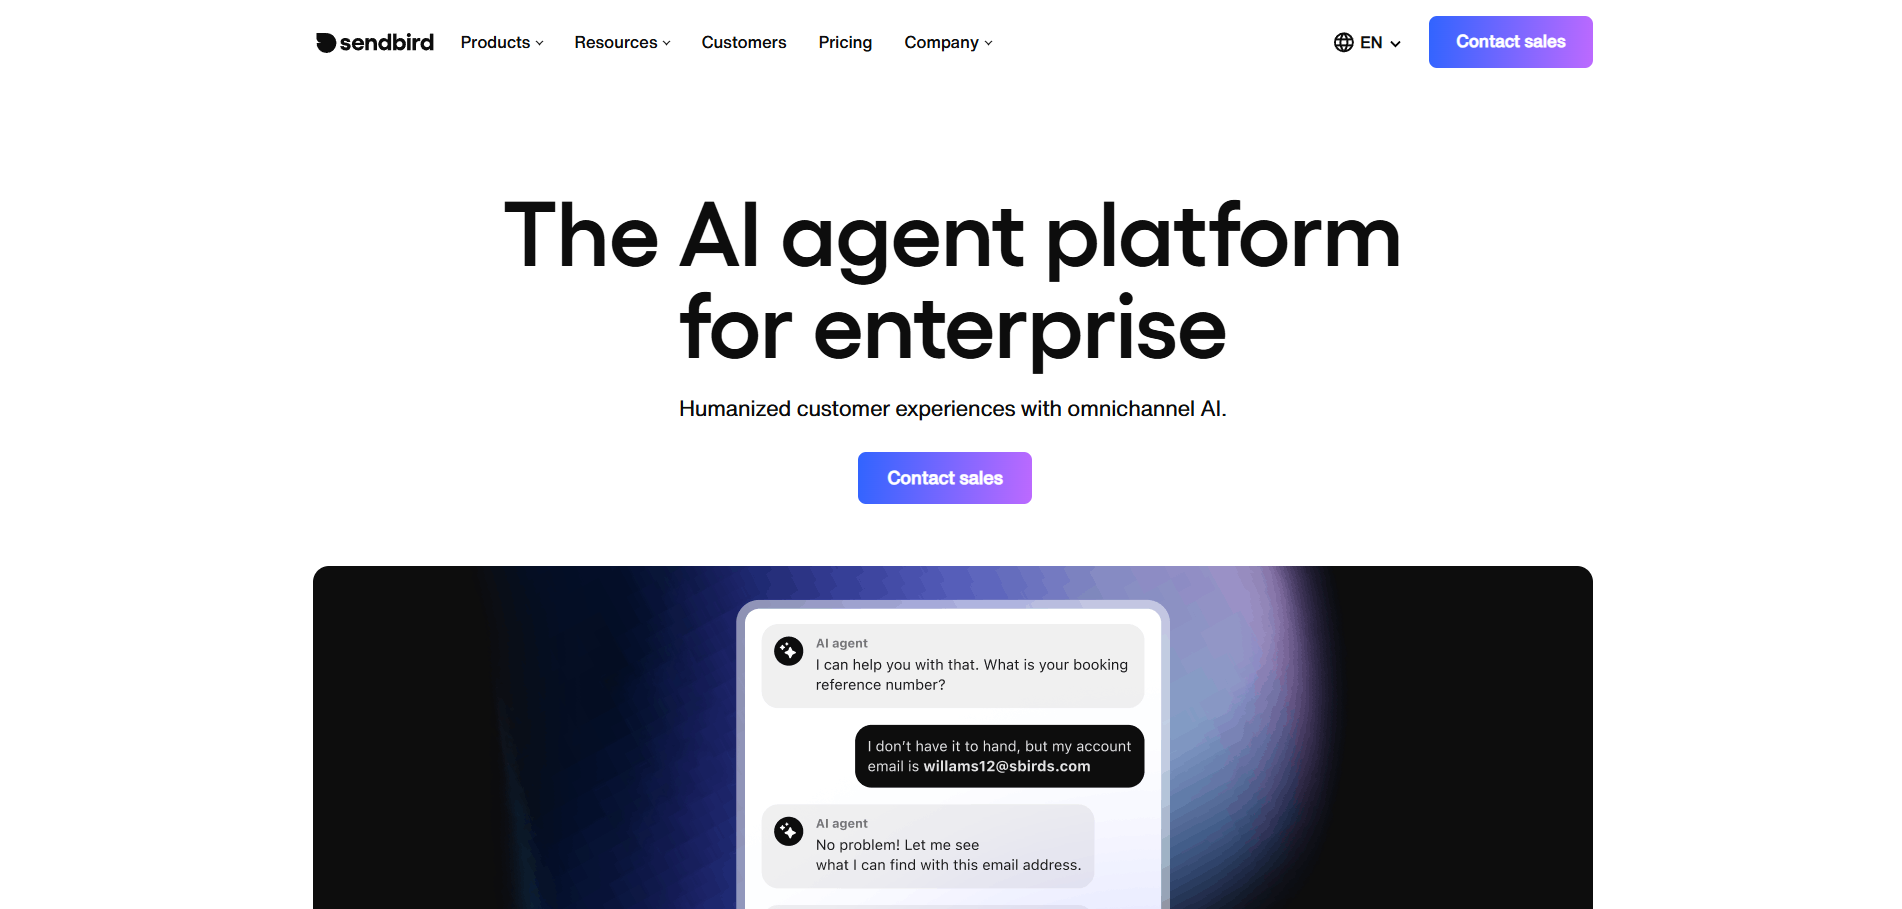 sendbird
Products
Resources
Customers
Pricing
Company
EN
Contact sales
The AI agent platform
for enterprise
Humanized customer experiences with omnichannel AI.
Contact sales
AI agent
I can help you with that. What is your booking
reference number?
I don't have it to hand, but my account
email is willams12@sbirds.com
AI agent
No problem! Let me see
what I can find with this email address.